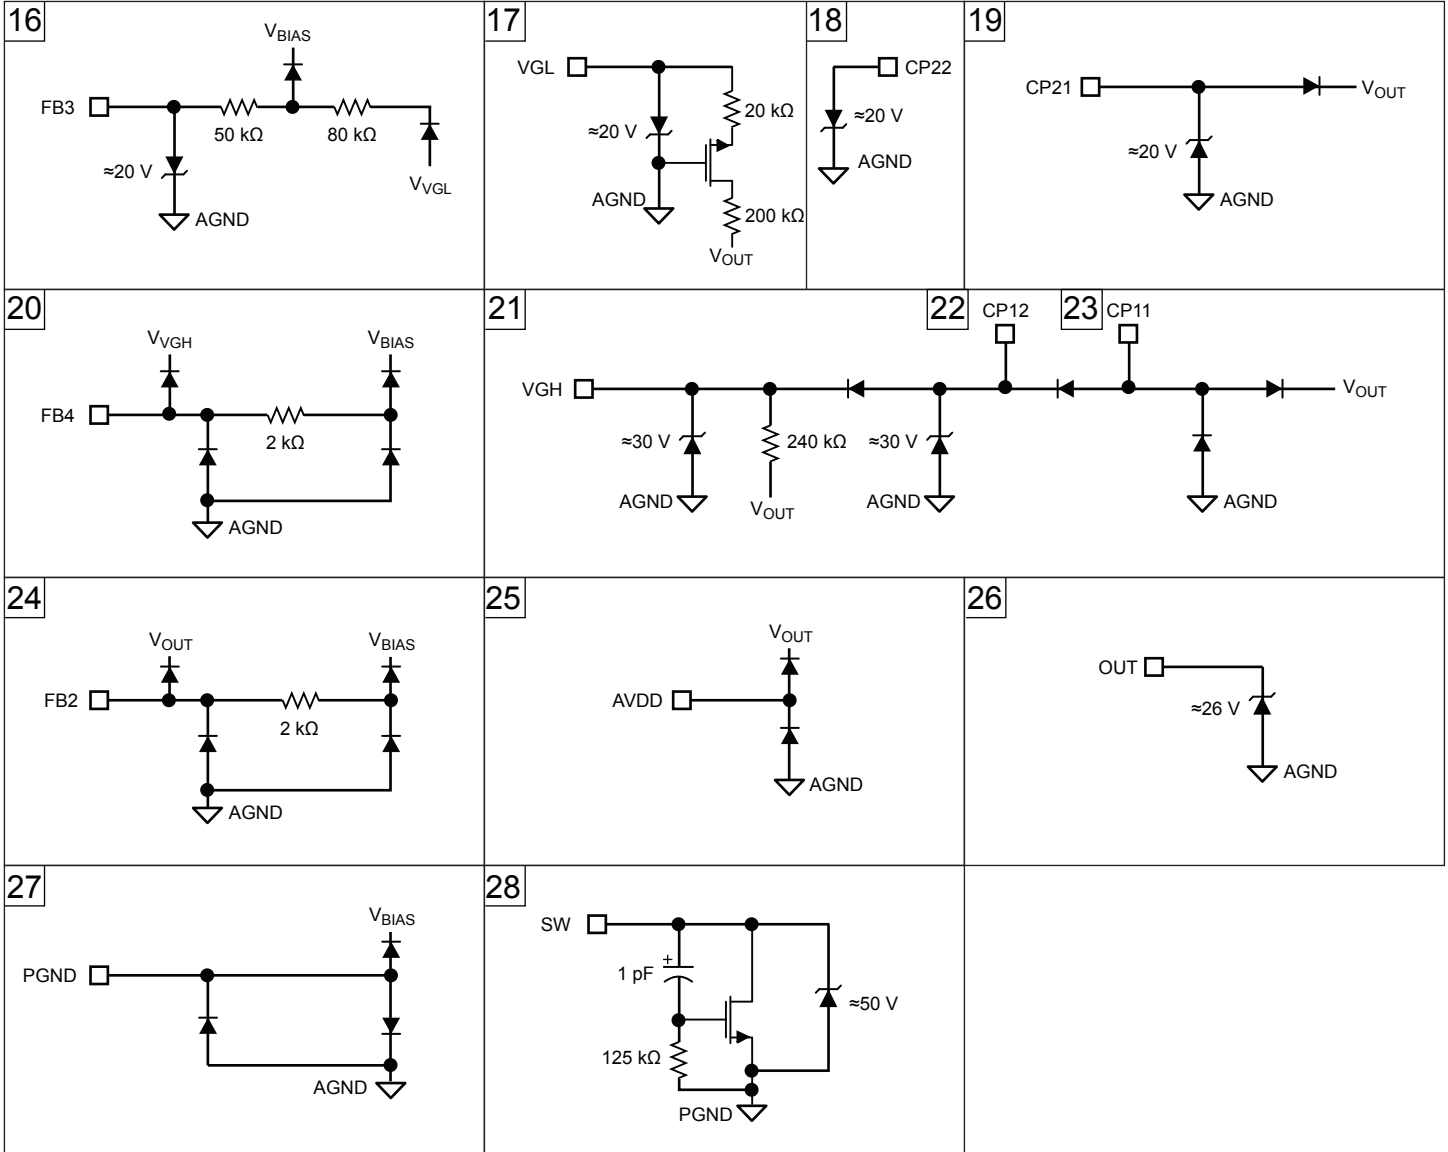 16
V_BIAS
FB3
50 kΩ
80 kΩ
≈20 V
V_VGL
AGND
17
VGL
20 kΩ
≈20 V
AGND
200 kΩ
V_OUT
18
CP22
≈20 V
AGND
19
CP21
V_OUT
≈20 V
AGND
20
V_VGH
V_BIAS
FB4
2 kΩ
AGND
21
22
CP12
23
CP11
VGH
V_OUT
≈30 V
240 kΩ
≈30 V
AGND
V_OUT
AGND
AGND
24
V_OUT
V_BIAS
FB2
2 kΩ
AGND
25
V_OUT
AVDD
AGND
26
OUT
≈26 V
AGND
27
V_BIAS
PGND
AGND
28
SW
+
1 pF
≈50 V
125 kΩ
PGND